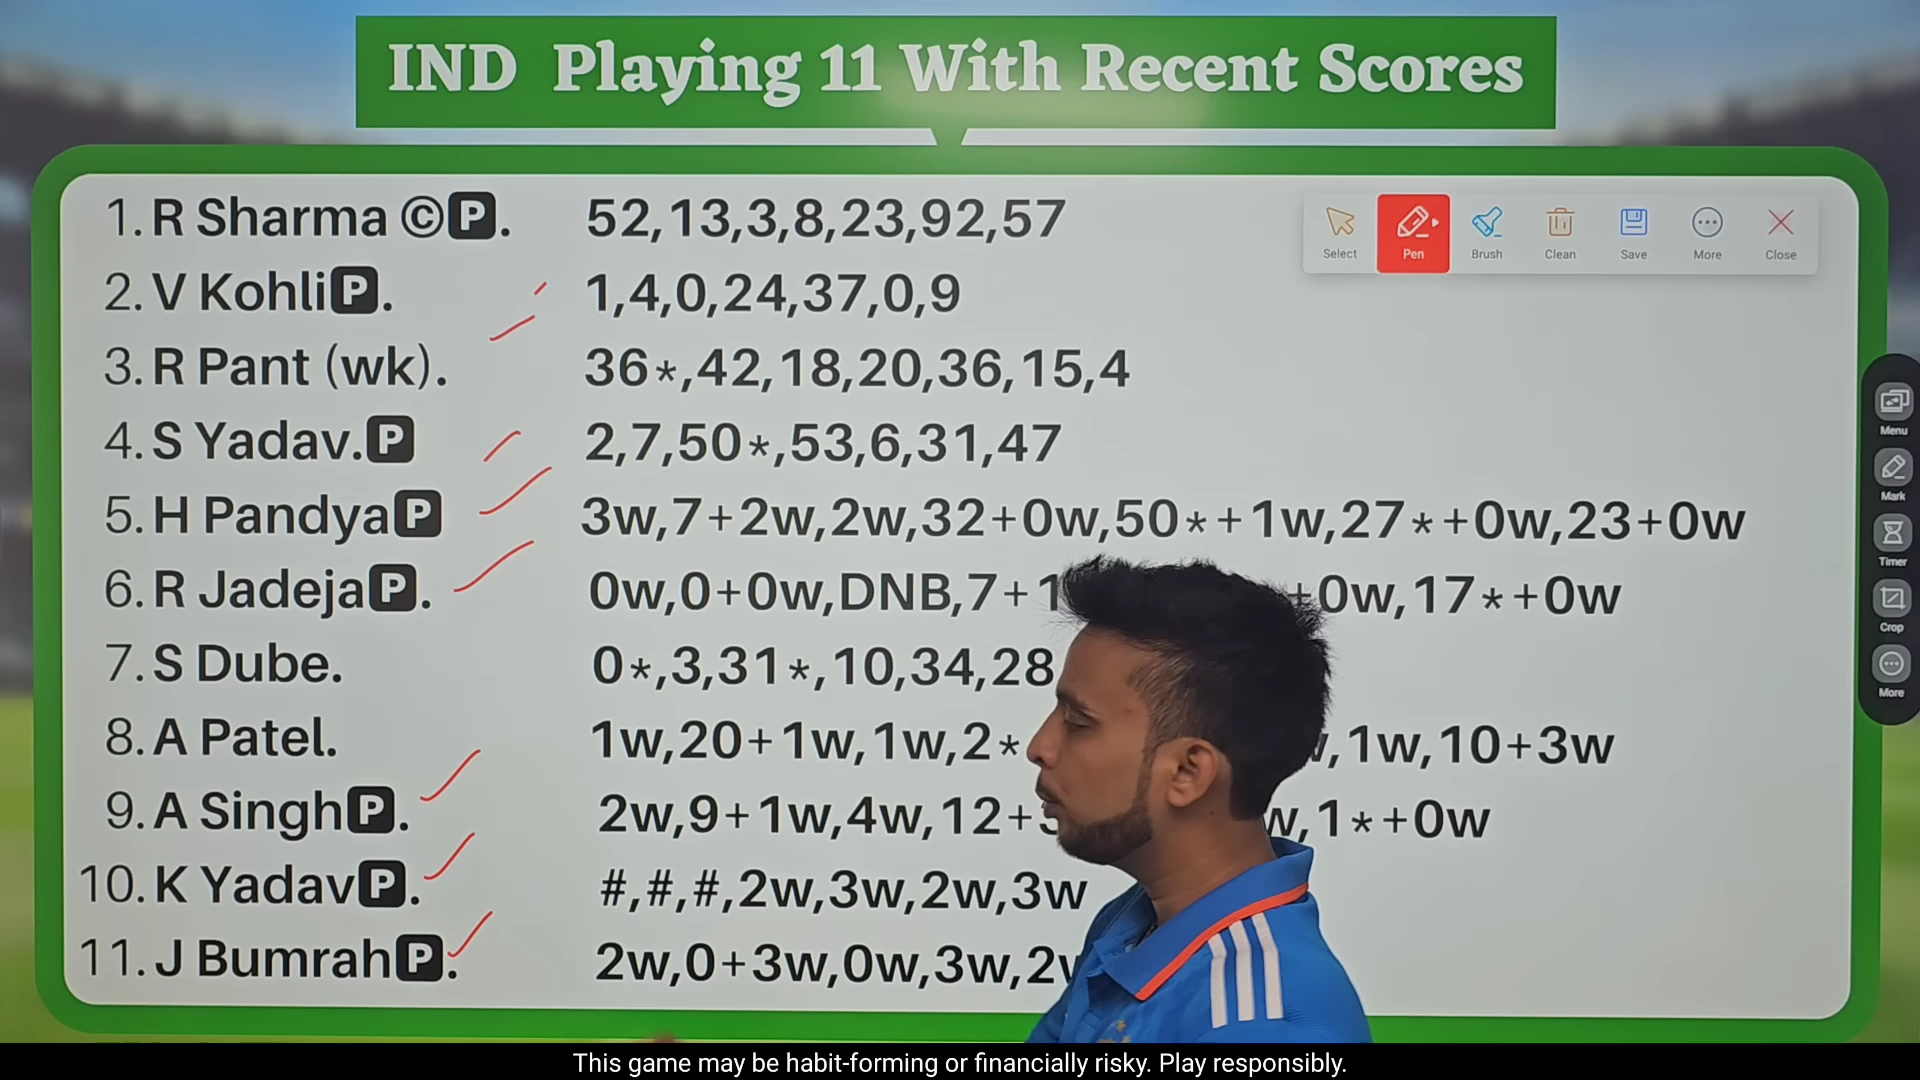 IND Playing 11 With Recent Scores
1. R Sharma © P. 52,13,3,8,23,92,57
2. V Kohli P. 1,4,0,24,37,0,9
3. R Pant (wk). 36*,42,18,20,36,15,4
4. S Yadav. P 2,7,50*,53,6,31,47
5. H Pandya P 3w,7+2w,2w,32+0w,50*+1w,27*+0w,23+0w
6. R Jadeja P. 0w,0+0w,DNB,7+1 +0w,17*+0w
7. S Dube. 0*,3,31*,10,34,28
8. A Patel. 1w,20+1w,1w,2* ,1w,10+3w
9. A Singh P. 2w,9+1w,4w,12+ ,1*+0w
10. K Yadav P. #,#,#,2w,3w,2w,3w
11. J Bumrah P. 2w,0+3w,0w,3w,2
Select Pen Brush Clean Save More Close
Menu
Mark
Timer
Crop
More
This game may be habit-forming or financially risky. Play responsibly.